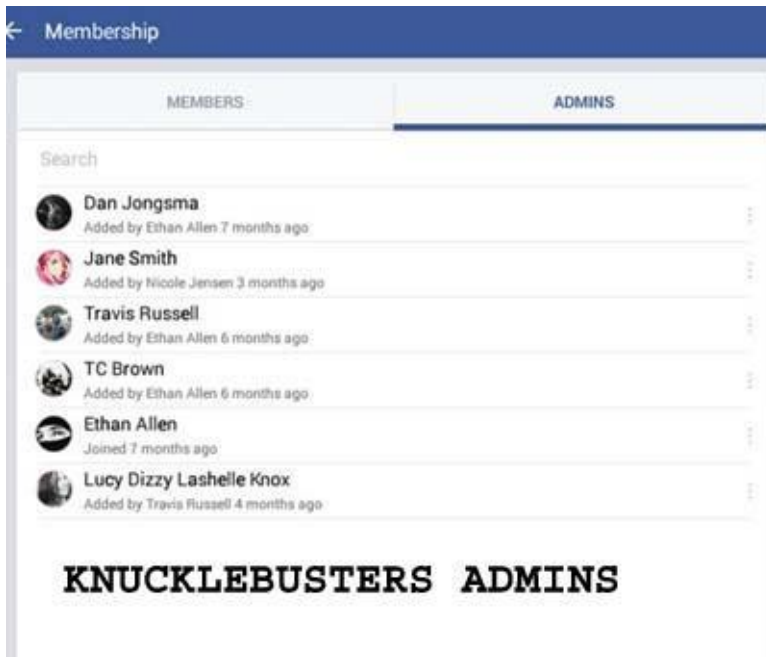 Membership
MEMBERS ADMINS
Search
Dan Jongsma
Added by Ethan Allen 7 months ago
Jane Smith
Added by Nicole Jensen 3 months ago
Travis Russell
Added by Ethan Allen 6 months ago
TC Brown
Added by Ethan Allen 6 months ago
Ethan Allen
Joined 7 months ago
Lucy Dizzy Lashelle Knox
Added by Travis Russell 4 months ago
KNUCKLEBUSTERS ADMINS